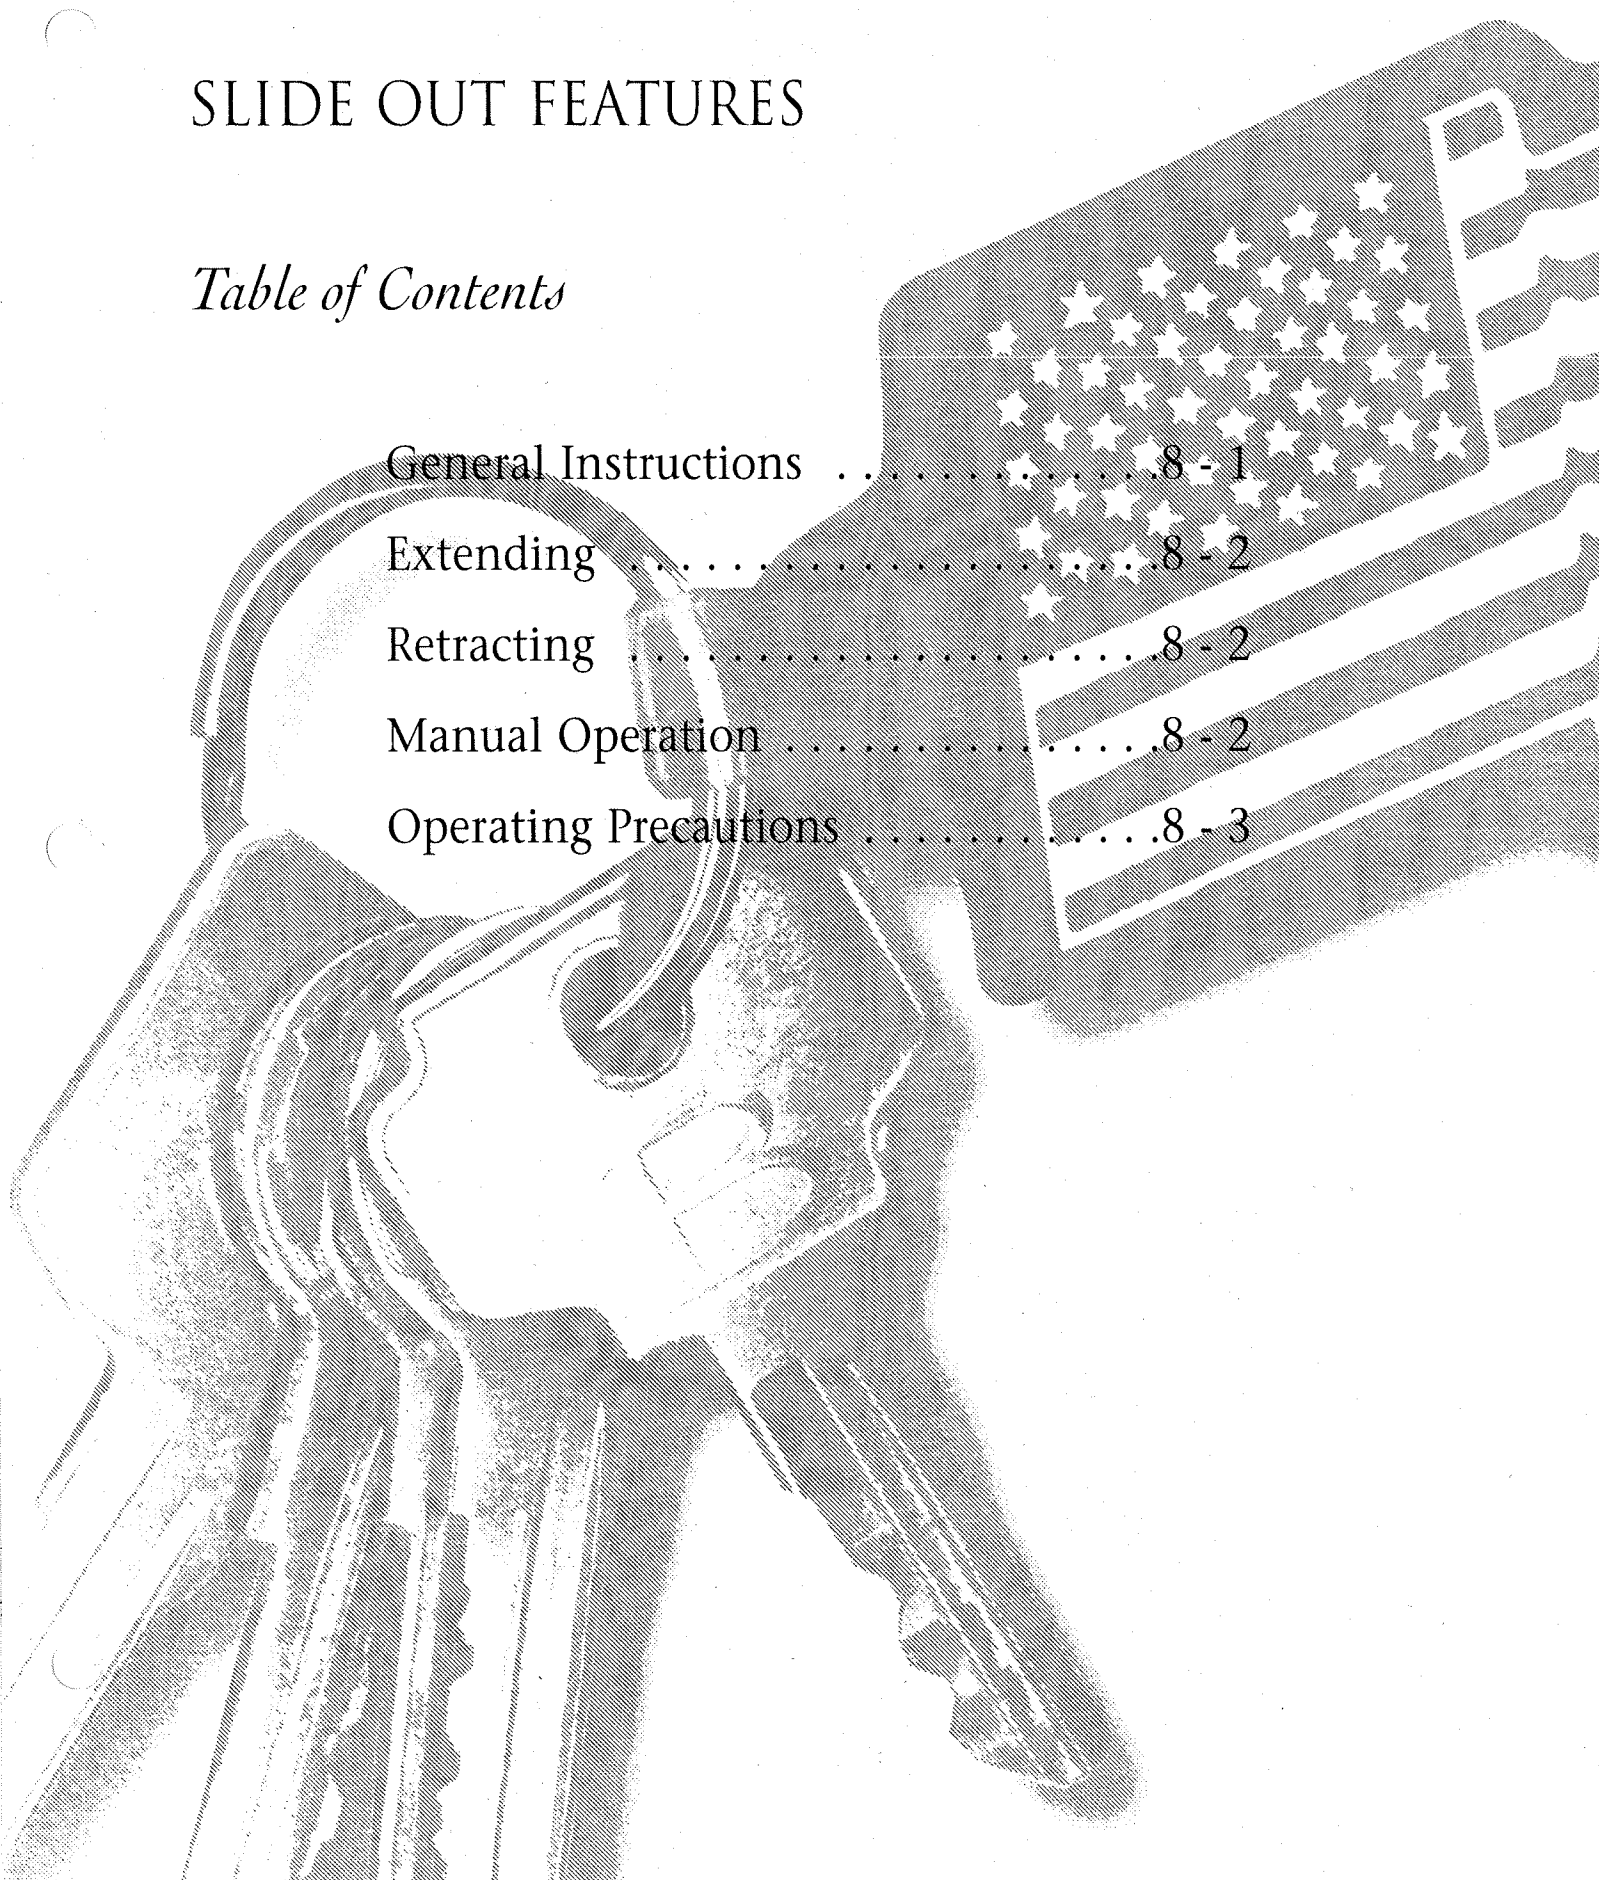 SLIDE OUT FEATURES
Table of Contents
General Instructions . . . . . . . . . . . . .8 - 1
Extending . . . . . . . . . . . . . . . . . . . . .8 - 2
Retracting . . . . . . . . . . . . . . . . . . . . .8 - 2
Manual Operation . . . . . . . . . . . . . . .8 - 2
Operating Precautions . . . . . . . . . . . .8 - 3